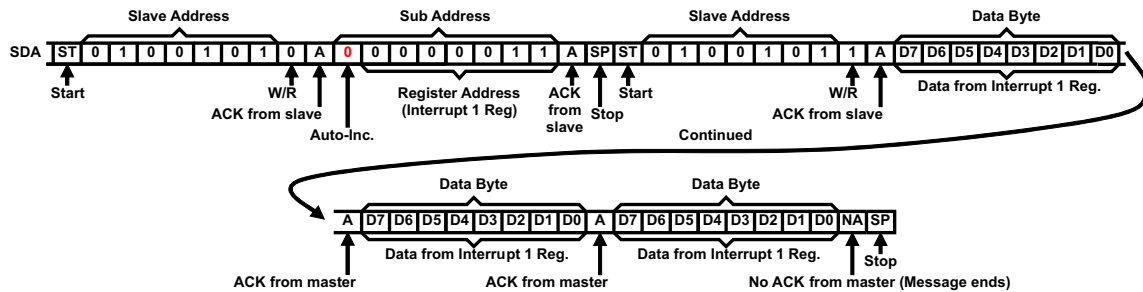 Slave Address Sub Address Slave Address Data Byte
SDA ST 0 1 0 0 1 0 1 0 A 0 0 0 0 0 0 1 1 A SP ST 0 1 0 0 1 0 1 1 A D7 D6 D5 D4 D3 D2 D1 D0
Start W/R Register Address ACK Start W/R Data from Interrupt 1 Reg.
ACK from slave (Interrupt 1 Reg) from Stop ACK from slave
Auto-Inc. slave Continued
Data Byte Data Byte
A D7 D6 D5 D4 D3 D2 D1 D0 A D7 D6 D5 D4 D3 D2 D1 D0 NA SP
Data from Interrupt 1 Reg. Data from Interrupt 1 Reg. Stop
ACK from master ACK from master No ACK from master (Message ends)